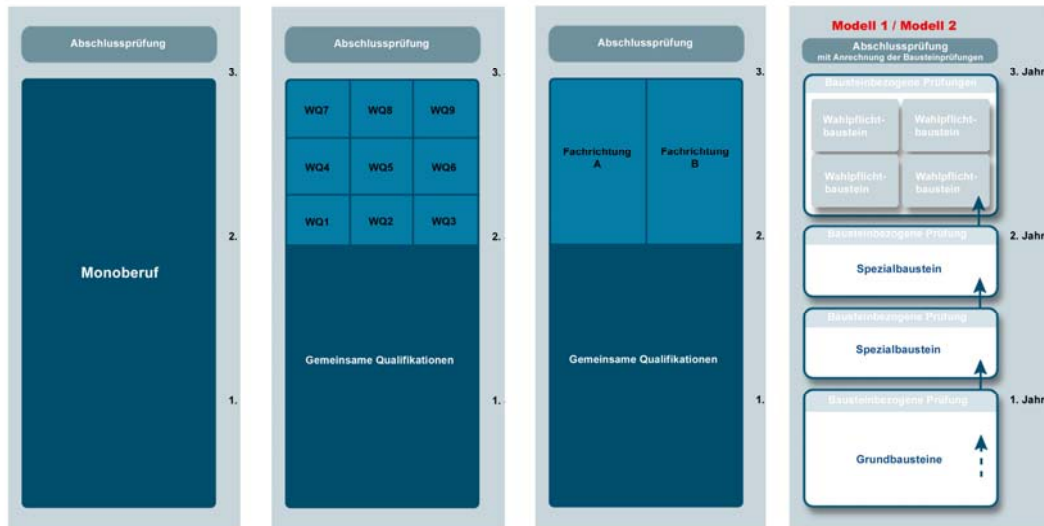 Abschlussprüfung
3.
2.
Monoberuf
1.
Abschlussprüfung
3.
WQ7 WQ8 WQ9
WQ4 WQ5 WQ6
WQ1 WQ2 WQ3
2.
Gemeinsame Qualifikationen
1.
Abschlussprüfung
3.
Fachrichtung
A
Fachrichtung
B
2.
Gemeinsame Qualifikationen
1.
Modell 1 / Modell 2
Abschlussprüfung
mit Anrechnung der Bausteinprüfungen
3. Jahr
Bausteinbezogene Prüfungen
Wahlpflicht-
baustein
Wahlpflicht-
baustein
Wahlpflicht-
baustein
Wahlpflicht-
baustein
2. Jahr
Bausteinbezogene Prüfung
Spezialbaustein
Bausteinbezogene Prüfung
Spezialbaustein
1. Jahr
Bausteinbezogene Prüfung
Grundbausteine